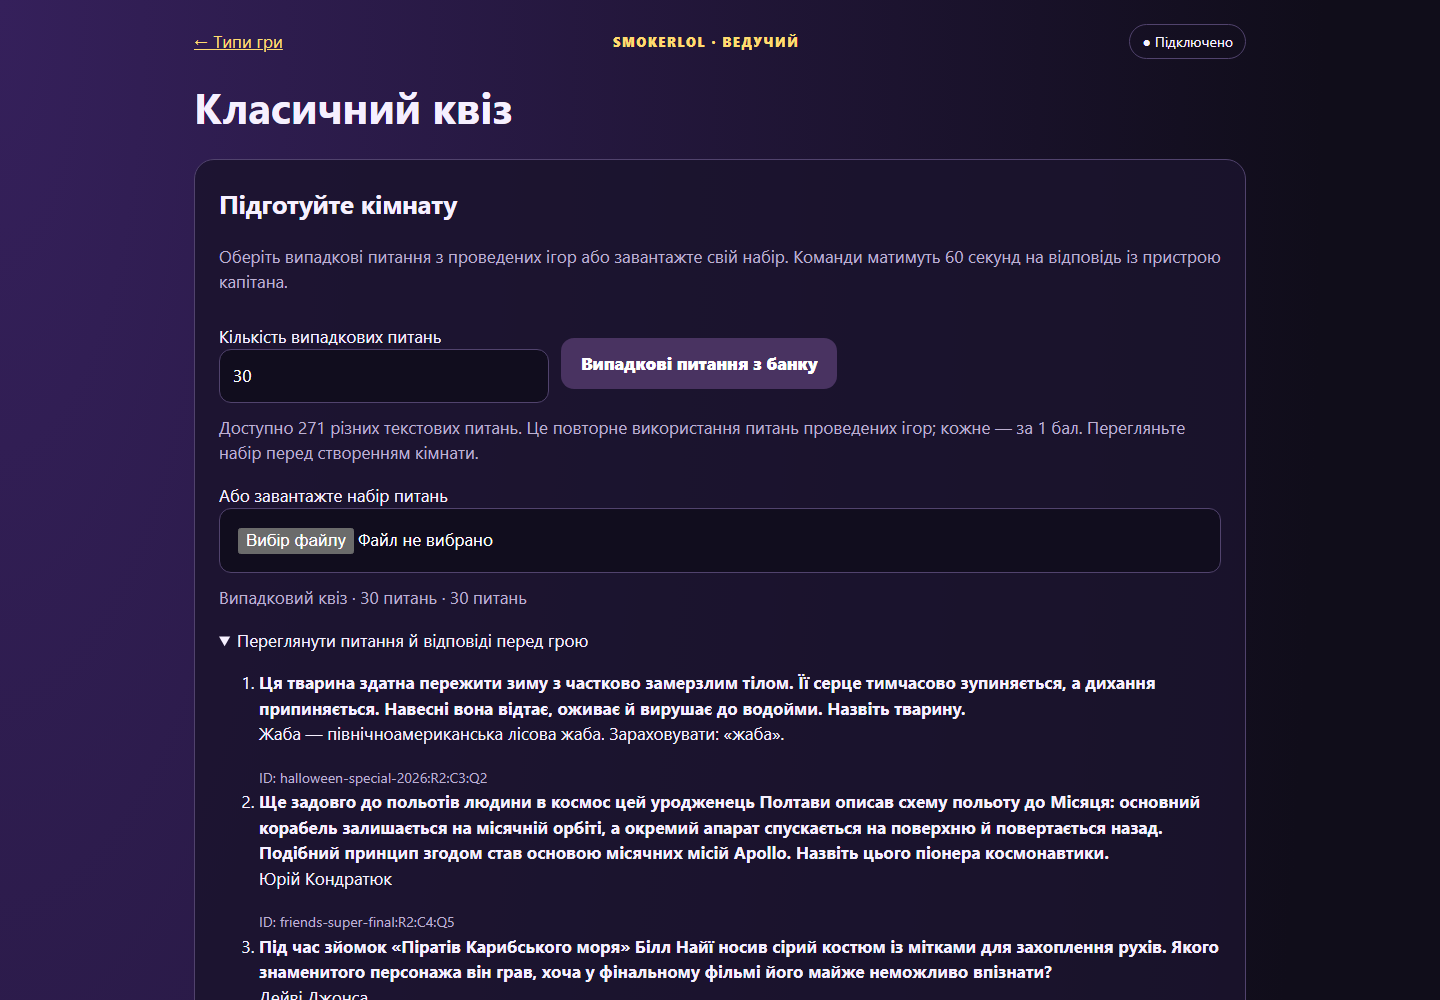 ← Типи гри
SMOKERLOL · ВЕДУЧИЙ
● Підключено
Класичний квіз
Підготуйте кімнату
Оберіть випадкові питання з проведених ігор або завантажте свій набір. Команди матимуть 60 секунд на відповідь із пристрою
капітана.
Кількість випадкових питань
30
Випадкові питання з банку
Доступно 271 різних текстових питань. Це повторне використання питань проведених ігор; кожне — за 1 бал. Перегляньте
набір перед створенням кімнати.
Або завантажте набір питань
Вибір файлу Файл не вибрано
Випадковий квіз · 30 питань · 30 питань
▼ Переглянути питання й відповіді перед грою
1. Ця тварина здатна пережити зиму з частково замерзлим тілом. Її серце тимчасово зупиняється, а дихання
припиняється. Навесні вона відтає, оживає й вирушає до водойми. Назвіть тварину.
Жаба — північноамериканська лісова жаба. Зараховувати: «жаба».
ID: halloween-special-2026:R2:C3:Q2
2. Ще задовго до польотів людини в космос цей уродженець Полтави описав схему польоту до Місяця: основний
корабель залишається на місячній орбіті, а окремий апарат спускається на поверхню й повертається назад.
Подібний принцип згодом став основою місячних місій Apollo. Назвіть цього піонера космонавтики.
Юрій Кондратюк
ID: friends-super-final:R2:C4:Q5
3. Під час зйомок «Піратів Карибського моря» Білл Найї носив сірий костюм із мітками для захоплення рухів. Якого
знаменитого персонажа він грав, хоча у фінальному фільмі його майже неможливо впізнати?
Дейві Джонса